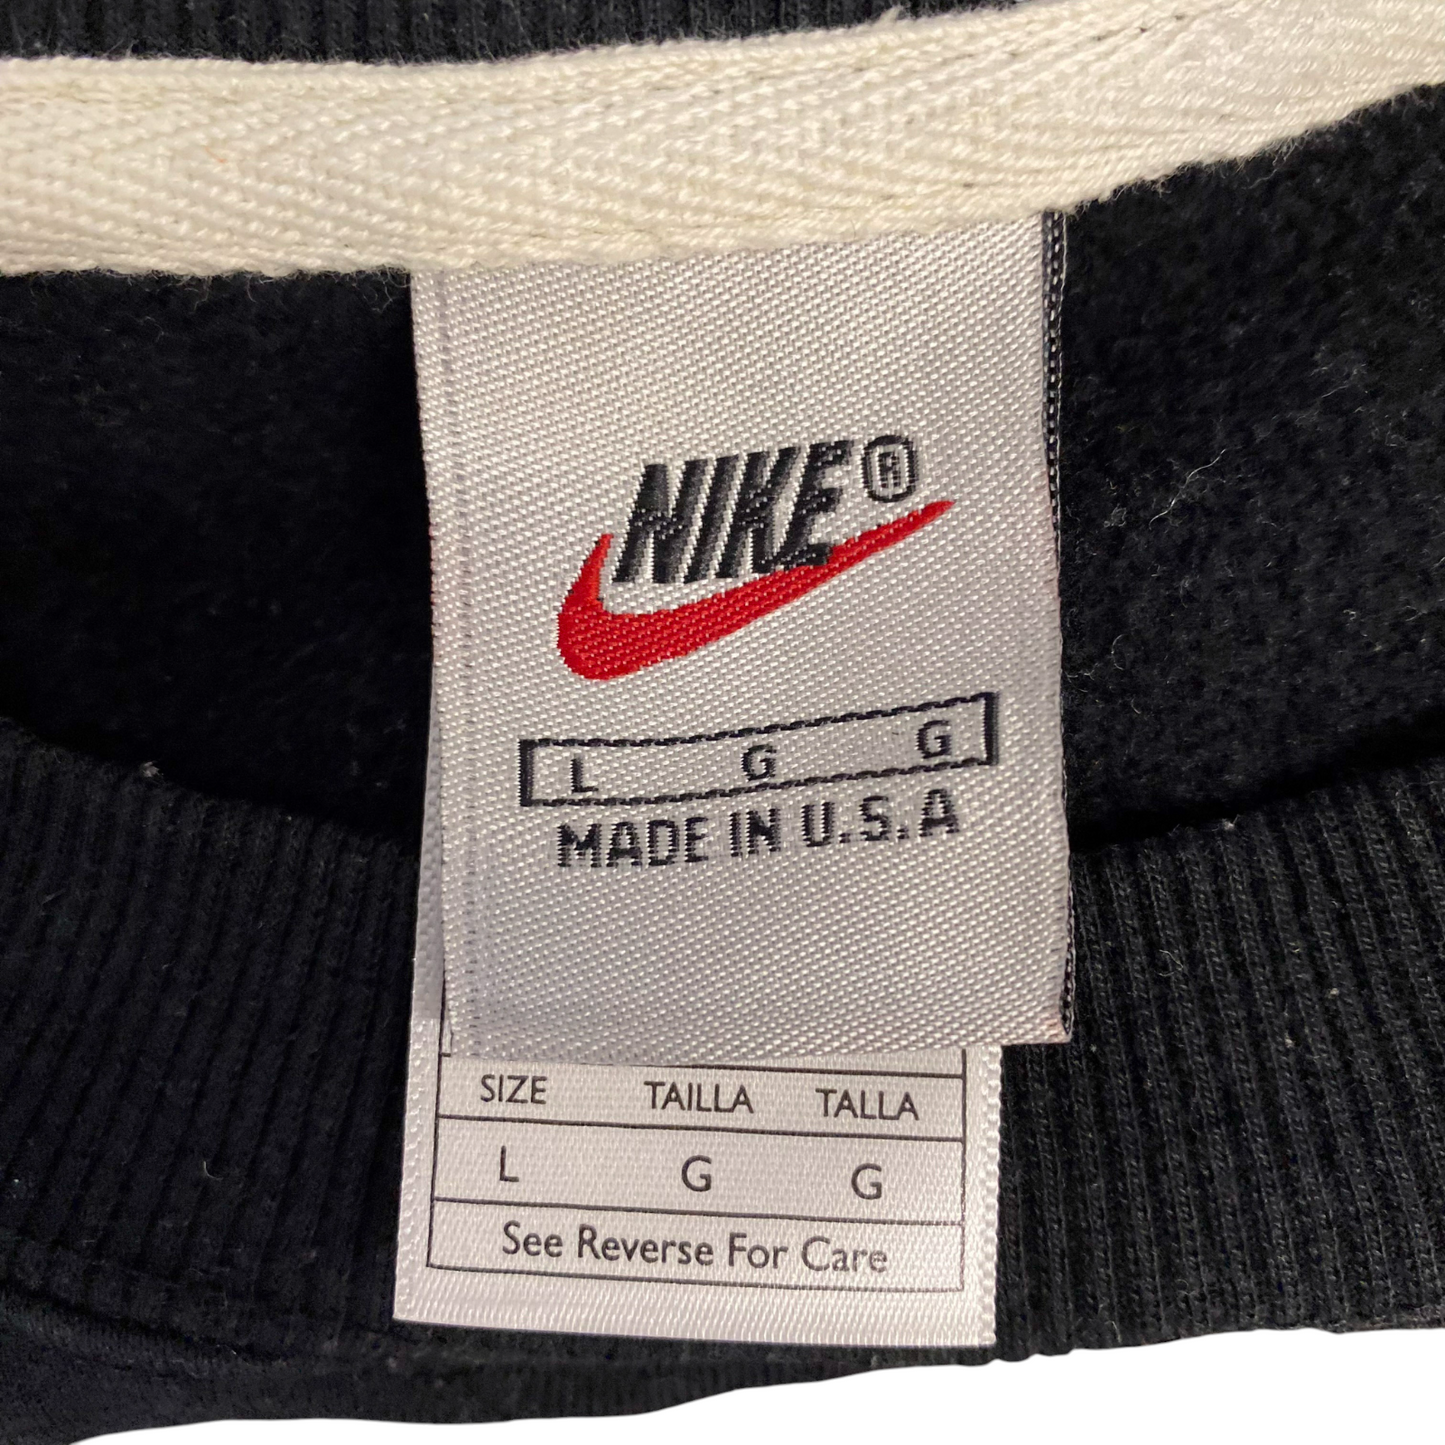 NIKE®
L G G
MADE IN U.S.A
SIZE TAILLA TALLA
L G G
See Reverse For Care